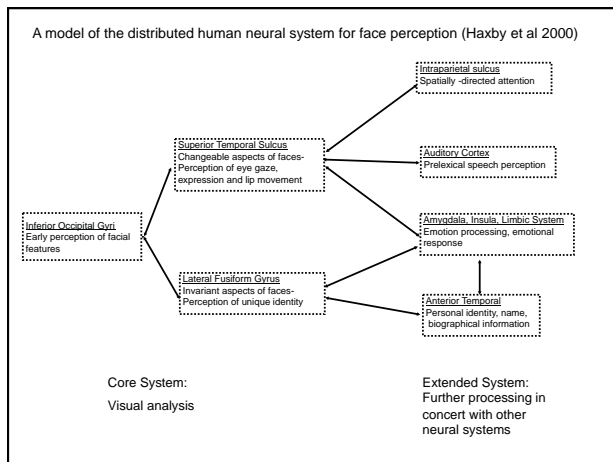 A model of the distributed human neural system for face perception (Haxby et al 2000)
Intraparietal sulcus
Spatially -directed attention
Superior Temporal Sulcus
Changeable aspects of faces-
Perception of eye gaze,
expression and lip movement
Auditory Cortex
Prelexical speech perception
Inferior Occipital Gyri
Early perception of facial
features
Amygdala, Insula, Limbic System
Emotion processing, emotional
response
Lateral Fusiform Gyrus
Invariant aspects of faces-
Perception of unique identity
Anterior Temporal
Personal identity, name,
biographical information
Core System:
Visual analysis
Extended System:
Further processing in
concert with other
neural systems